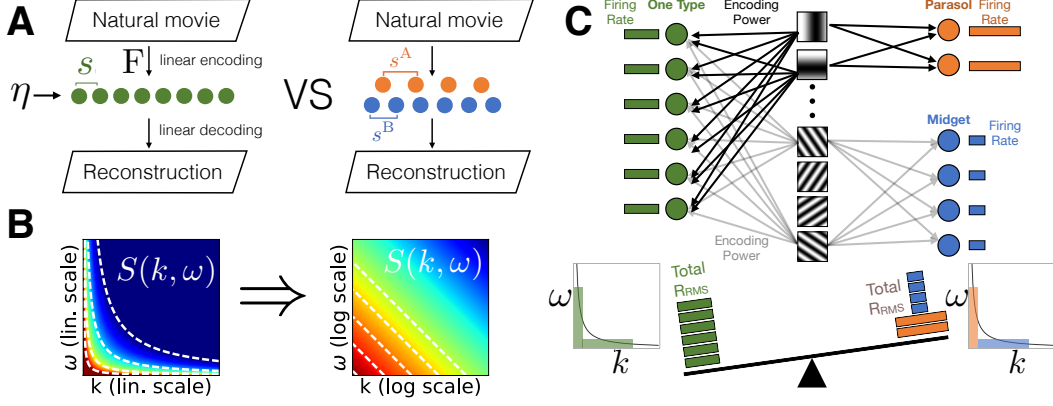 A
Natural movie
s
F
linear encoding
η
linear decoding
Reconstruction
VS
Natural movie
s^A
s^B
Reconstruction
B
S(k, ω)
ω (lin. scale)
k (lin. scale)
⇒
S(k, ω)
ω (log scale)
k (log scale)
C
Firing
Rate
One Type
Encoding
Power
Parasol
Firing
Rate
Midget
Firing
Rate
Encoding
Power
ω
k
Total
RRMS
Total
RRMS
ω
k